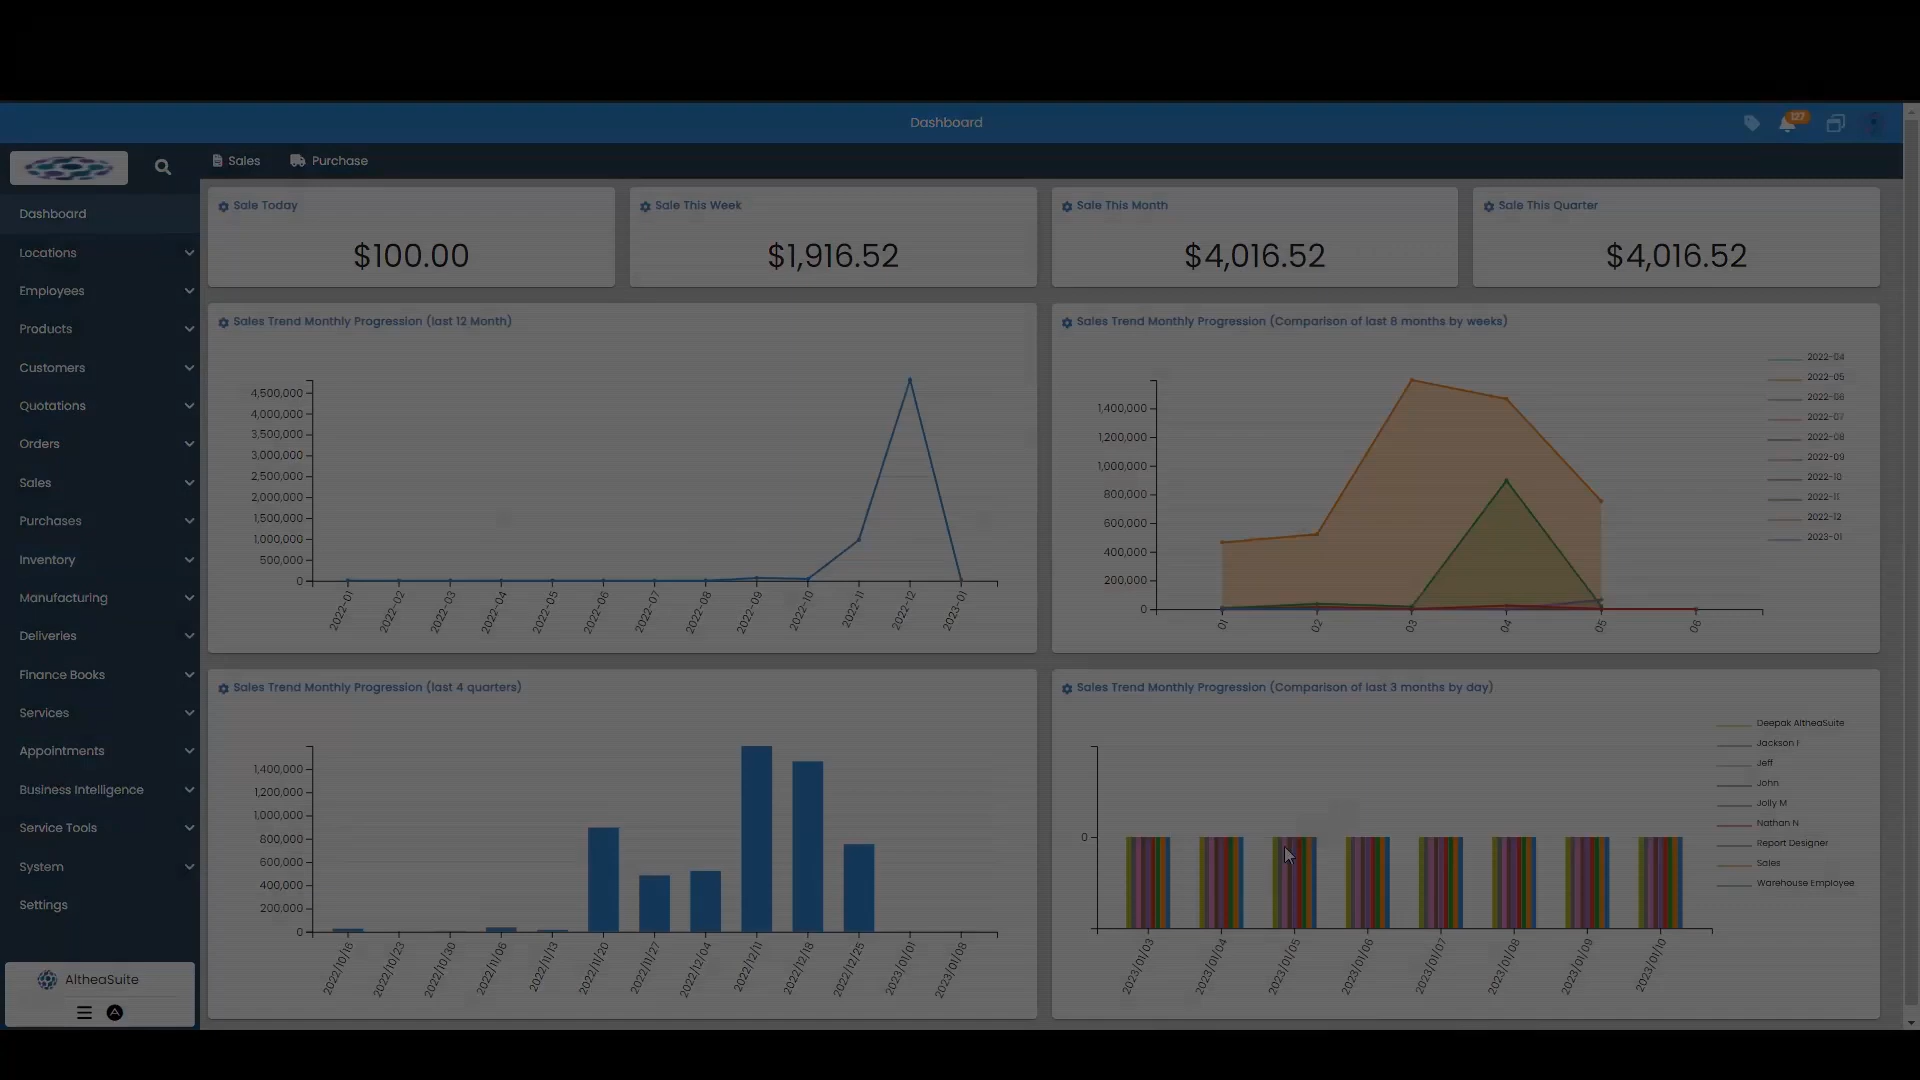 Dashboard
127
Sales
Purchase
Dashboard
Locations
Employees
Products
Customers
Quotations
Orders
Sales
Purchases
Inventory
Manufacturing
Deliveries
Finance Books
Services
Appointments
Business Intelligence
Service Tools
System
Settings
AltheaSuite
Sale Today
$100.00
Sale This Week
$1,916.52
Sale This Month
$4,016.52
Sale This Quarter
$4,016.52
Sales Trend Monthly Progression (last 12 Month)
4,500,000
4,000,000
3,500,000
3,000,000
2,500,000
2,000,000
1,500,000
1,000,000
500,000
0
2022-01
2022-02
2022-03
2022-04
2022-05
2022-06
2022-07
2022-08
2022-09
2022-10
2022-11
2022-12
2023-01
Sales Trend Monthly Progression (Comparison of last 8 months by weeks)
1,400,000
1,200,000
1,000,000
800,000
600,000
400,000
200,000
0
01
02
03
04
05
06
2022-04
2022-05
2022-06
2022-07
2022-08
2022-09
2022-10
2022-11
2022-12
2023-01
Sales Trend Monthly Progression (last 4 quarters)
1,400,000
1,200,000
1,000,000
800,000
600,000
400,000
200,000
0
2022/10/16
2022/10/23
2022/10/30
2022/11/06
2022/11/13
2022/11/20
2022/11/27
2022/12/04
2022/12/11
2022/12/18
2022/12/25
2023/01/01
2023/01/08
Sales Trend Monthly Progression (Comparison of last 3 months by day)
0
2023/01/03
2023/01/04
2023/01/05
2023/01/06
2023/01/07
2023/01/08
2023/01/09
2023/01/10
Deepak AltheaSuite
Jackson F
Jeff
John
Jolly M
Nathan N
Report Designer
Sales
Warehouse Employee